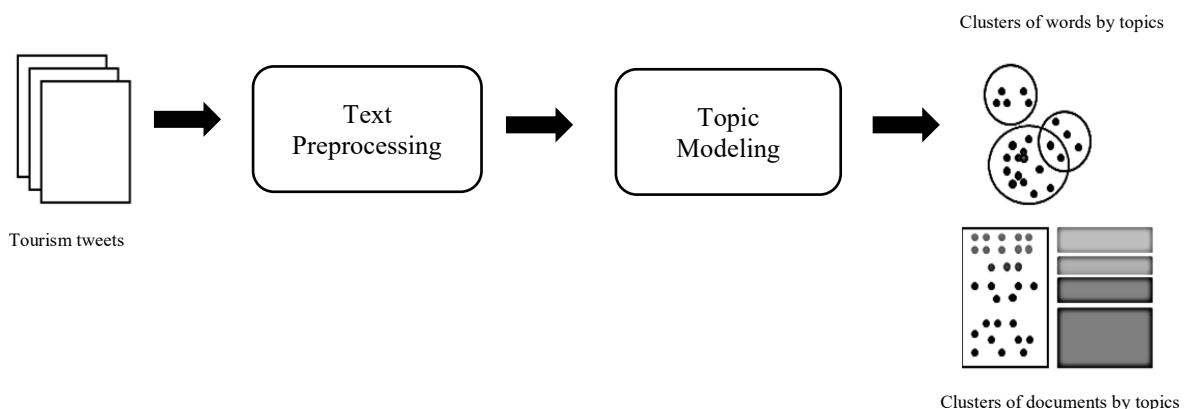 Clusters of words by topics
Text
Preprocessing
Topic
Modeling
Tourism tweets
Clusters of documents by topics